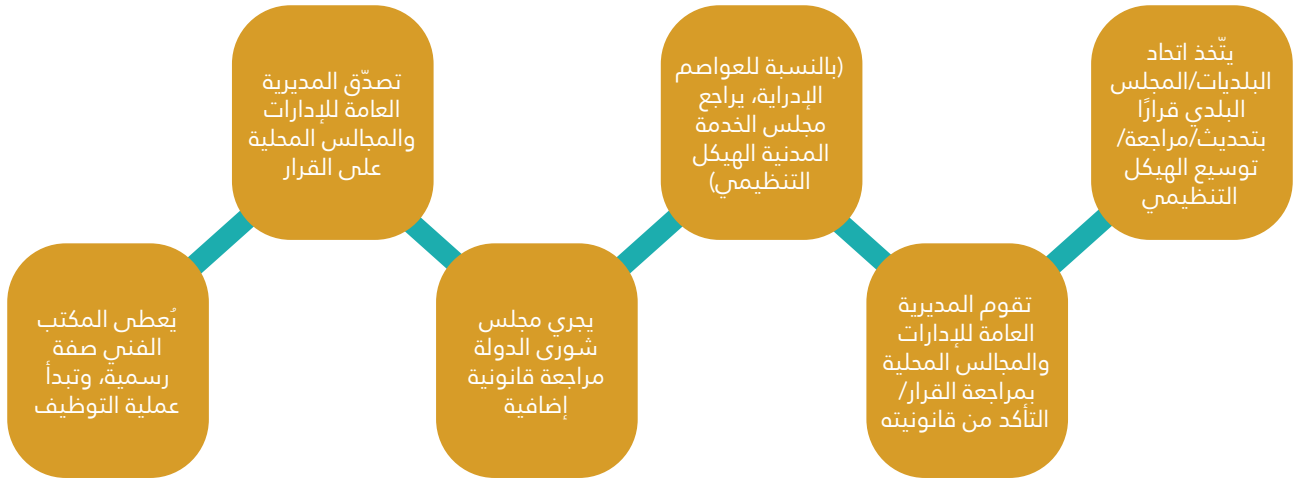 يتّخذ اتحاد
البلديات/المجلس
البلدي قرارًا
بتحديث/مراجعة/
توسيع الهيكل
التنظيمي
تقوم المديرية
العامة للإدارات
والمجالس المحلية
بمراجعة القرار/
التأكد من قانونيته
(بالنسبة للعواصم
الإدراية، يراجع
مجلس الخدمة
المدنية الهيكل
التنظيمي)
يجري مجلس
شورى الدولة
مراجعة قانونية
إضافية
تصدّق المديرية
العامة للإدارات
والمجالس المحلية
على القرار
يُعطى المكتب
الفني صفة
رسمية، وتبدأ
عملية التوظيف